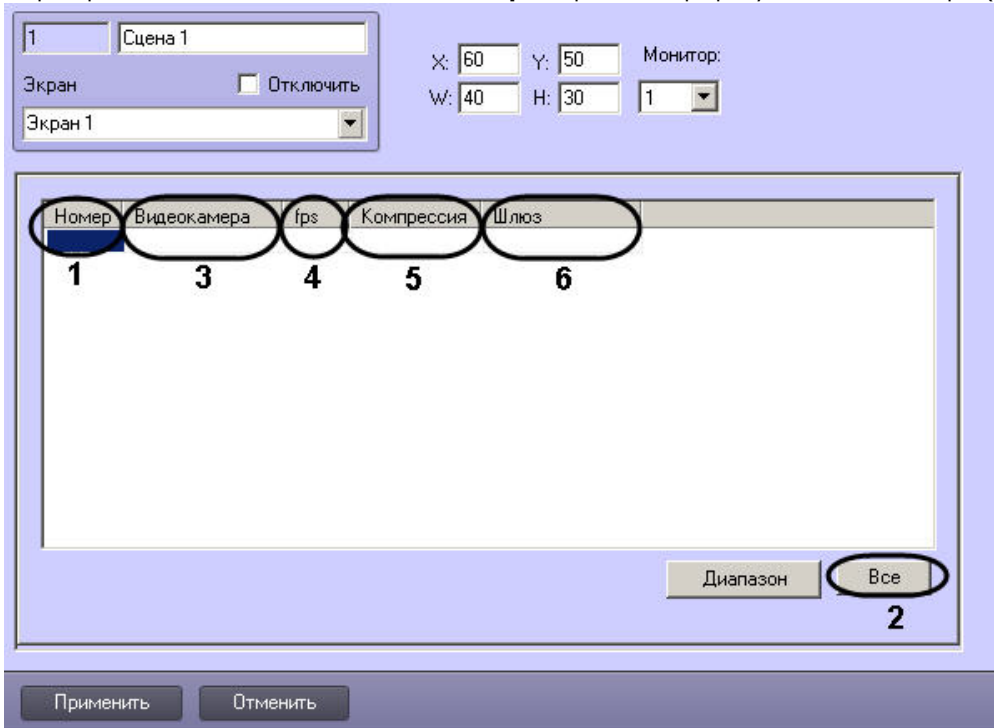 1 Сцена 1
Экран Отключить
Экран 1
X: 60 Y: 50 Монитор:
W: 40 H: 30 1
Номер Видеокамера fps Компрессия Шлюз
1 3 4 5 6
Диапазон Все
2
Применить Отменить